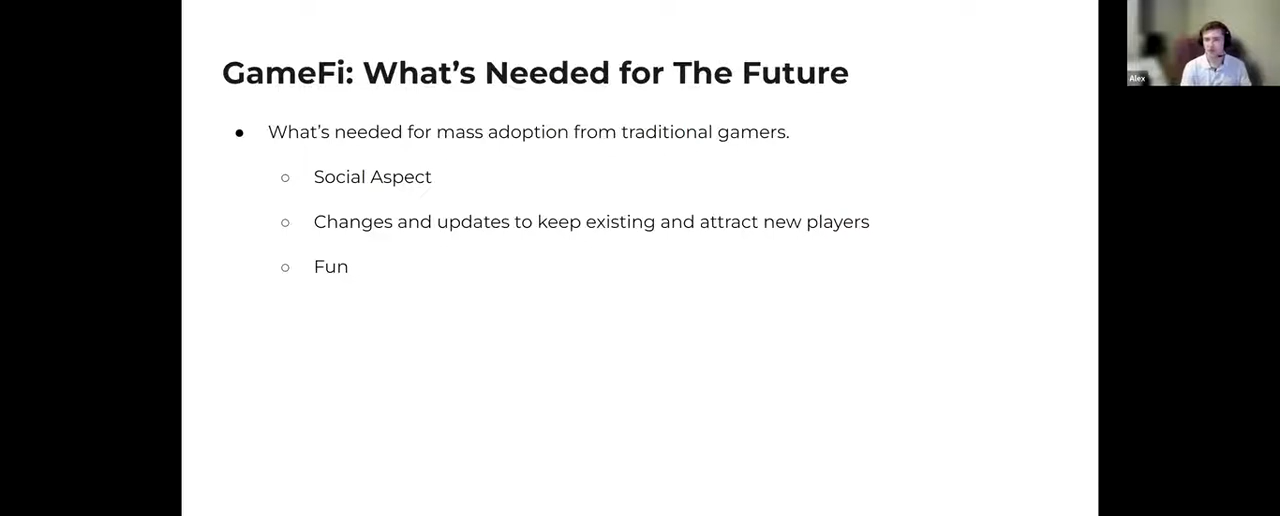 GameFi: What’s Needed for The Future
● What’s needed for mass adoption from traditional gamers.
○ Social Aspect
○ Changes and updates to keep existing and attract new players
○ Fun
Alex